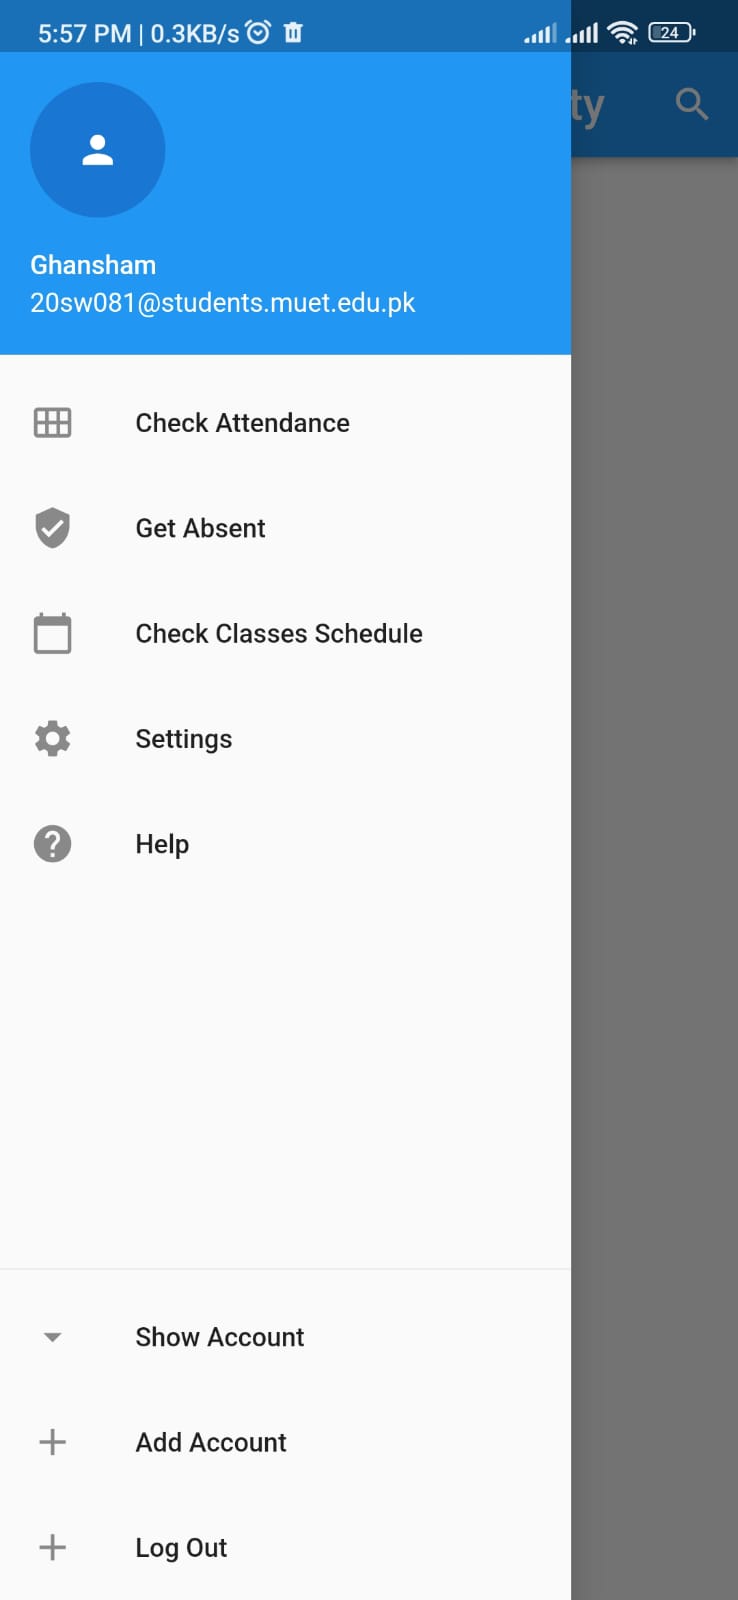 5:57 PM | 0.3KB/s
24
ty
Ghansham
20sw081@students.muet.edu.pk
Check Attendance
Get Absent
Check Classes Schedule
Settings
Help
Show Account
Add Account
Log Out